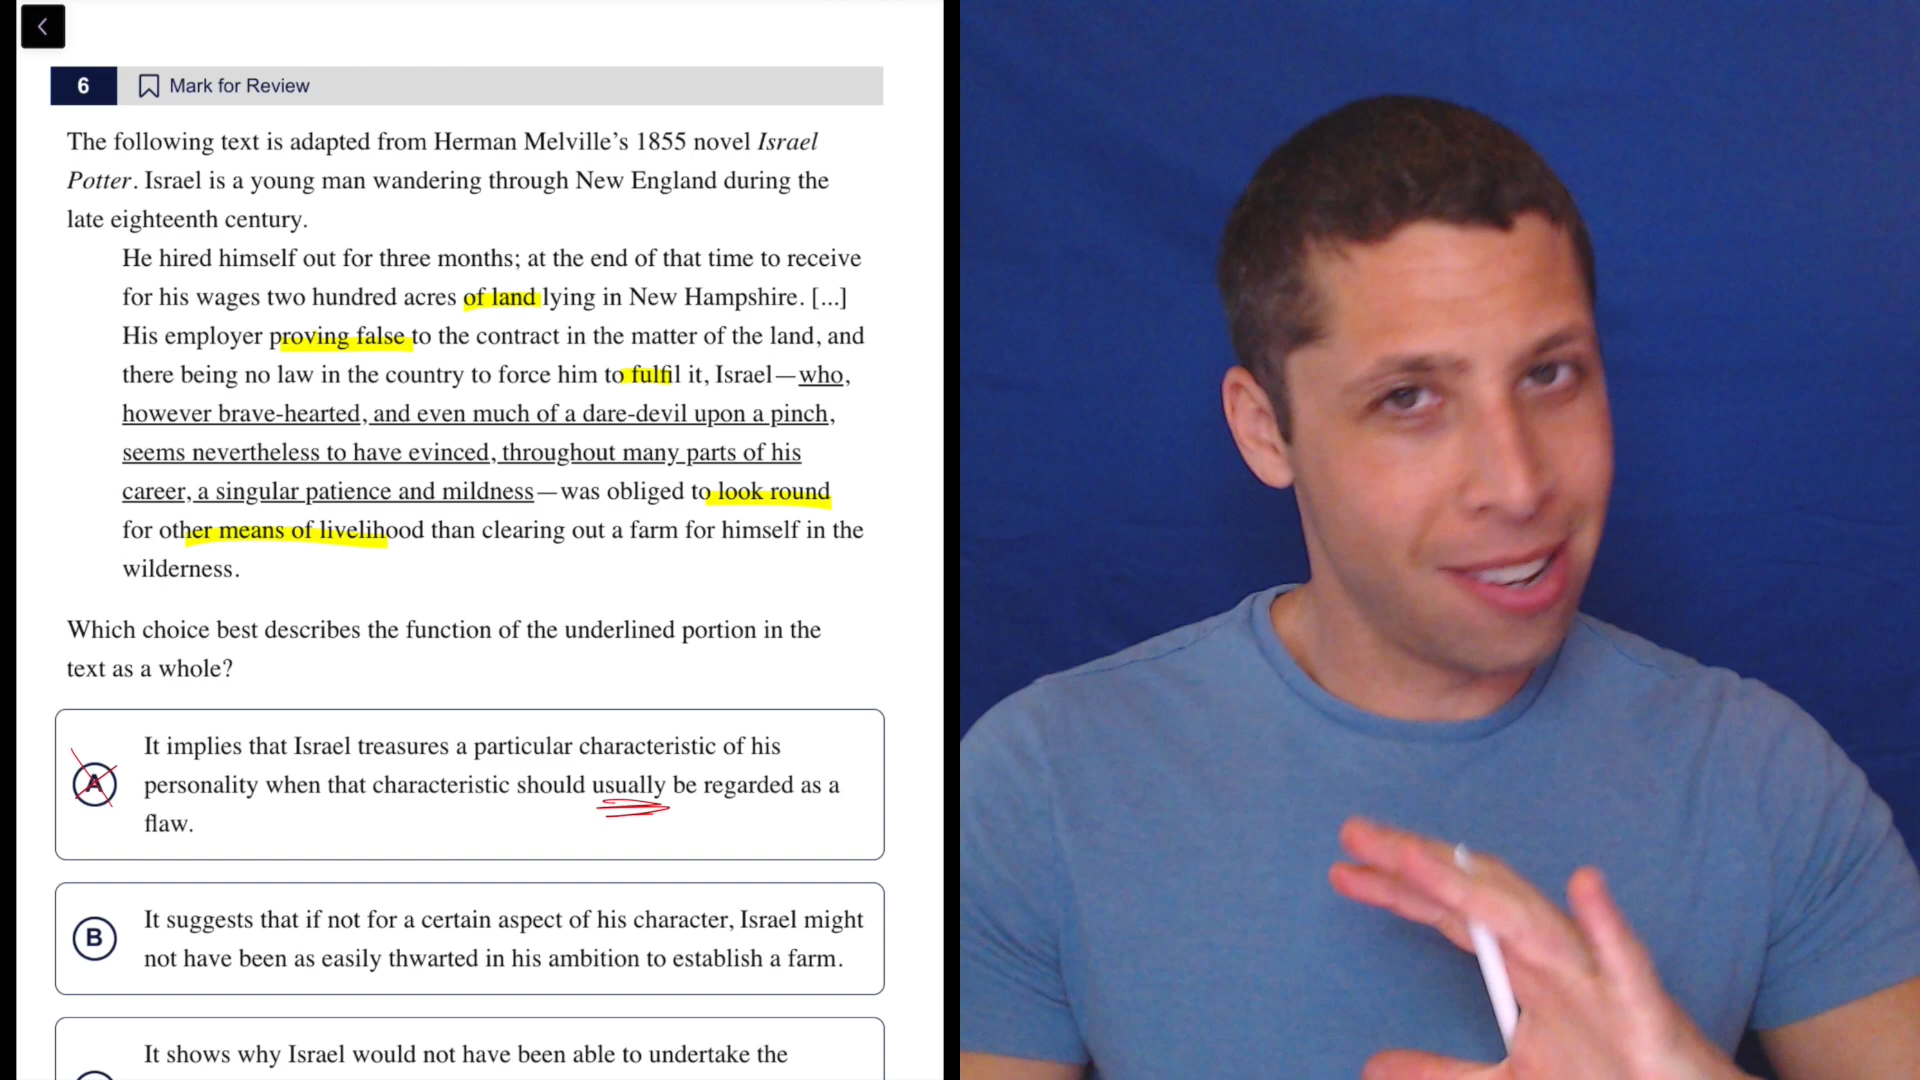 6 Mark for Review
The following text is adapted from Herman Melville’s 1855 novel Israel
Potter. Israel is a young man wandering through New England during the
late eighteenth century.
He hired himself out for three months; at the end of that time to receive
for his wages two hundred acres of land lying in New Hampshire. [...]
His employer proving false to the contract in the matter of the land, and
there being no law in the country to force him to fulfil it, Israel—who,
however brave-hearted, and even much of a dare-devil upon a pinch,
seems nevertheless to have evinced, throughout many parts of his
career, a singular patience and mildness—was obliged to look round
for other means of livelihood than clearing out a farm for himself in the
wilderness.
Which choice best describes the function of the underlined portion in the
text as a whole?
A
It implies that Israel treasures a particular characteristic of his
personality when that characteristic should usually be regarded as a
flaw.
B
It suggests that if not for a certain aspect of his character, Israel might
not have been as easily thwarted in his ambition to establish a farm.
It shows why Israel would not have been able to undertake the